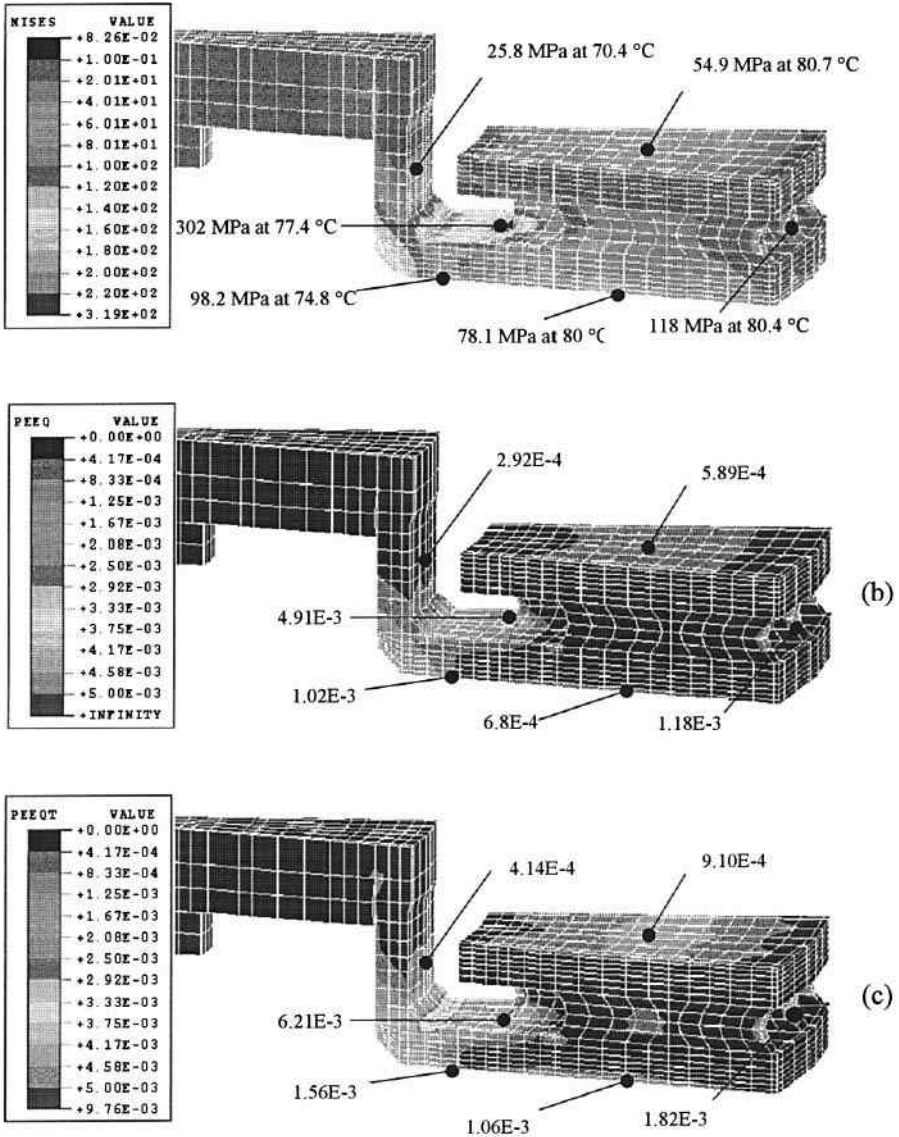 MISES VALUE
+8.26E-02
+1.00E-01
+2.01E+01
+4.01E+01
+6.01E+01
+8.01E+01
+1.00E+02
+1.20E+02
+1.40E+02
+1.60E+02
+1.80E+02
+2.00E+02
+2.20E+02
+3.19E+02
25.8 MPa at 70.4 °C
54.9 MPa at 80.7 °C
302 MPa at 77.4 °C
98.2 MPa at 74.8 °C
78.1 MPa at 80 °C
118 MPa at 80.4 °C
PEEQ VALUE
+0.00E+00
+4.17E-04
+8.33E-04
+1.25E-03
+1.67E-03
+2.08E-03
+2.50E-03
+2.92E-03
+3.33E-03
+3.75E-03
+4.17E-03
+4.58E-03
+5.00E-03
+INFINITY
2.92E-4
5.89E-4
4.91E-3
1.02E-3
6.8E-4
1.18E-3
(b)
PEEQT VALUE
+0.00E+00
+4.17E-04
+8.33E-04
+1.25E-03
+1.67E-03
+2.08E-03
+2.50E-03
+2.92E-03
+3.33E-03
+3.75E-03
+4.17E-03
+4.58E-03
+5.00E-03
+9.76E-03
4.14E-4
9.10E-4
6.21E-3
1.56E-3
1.06E-3
1.82E-3
(c)